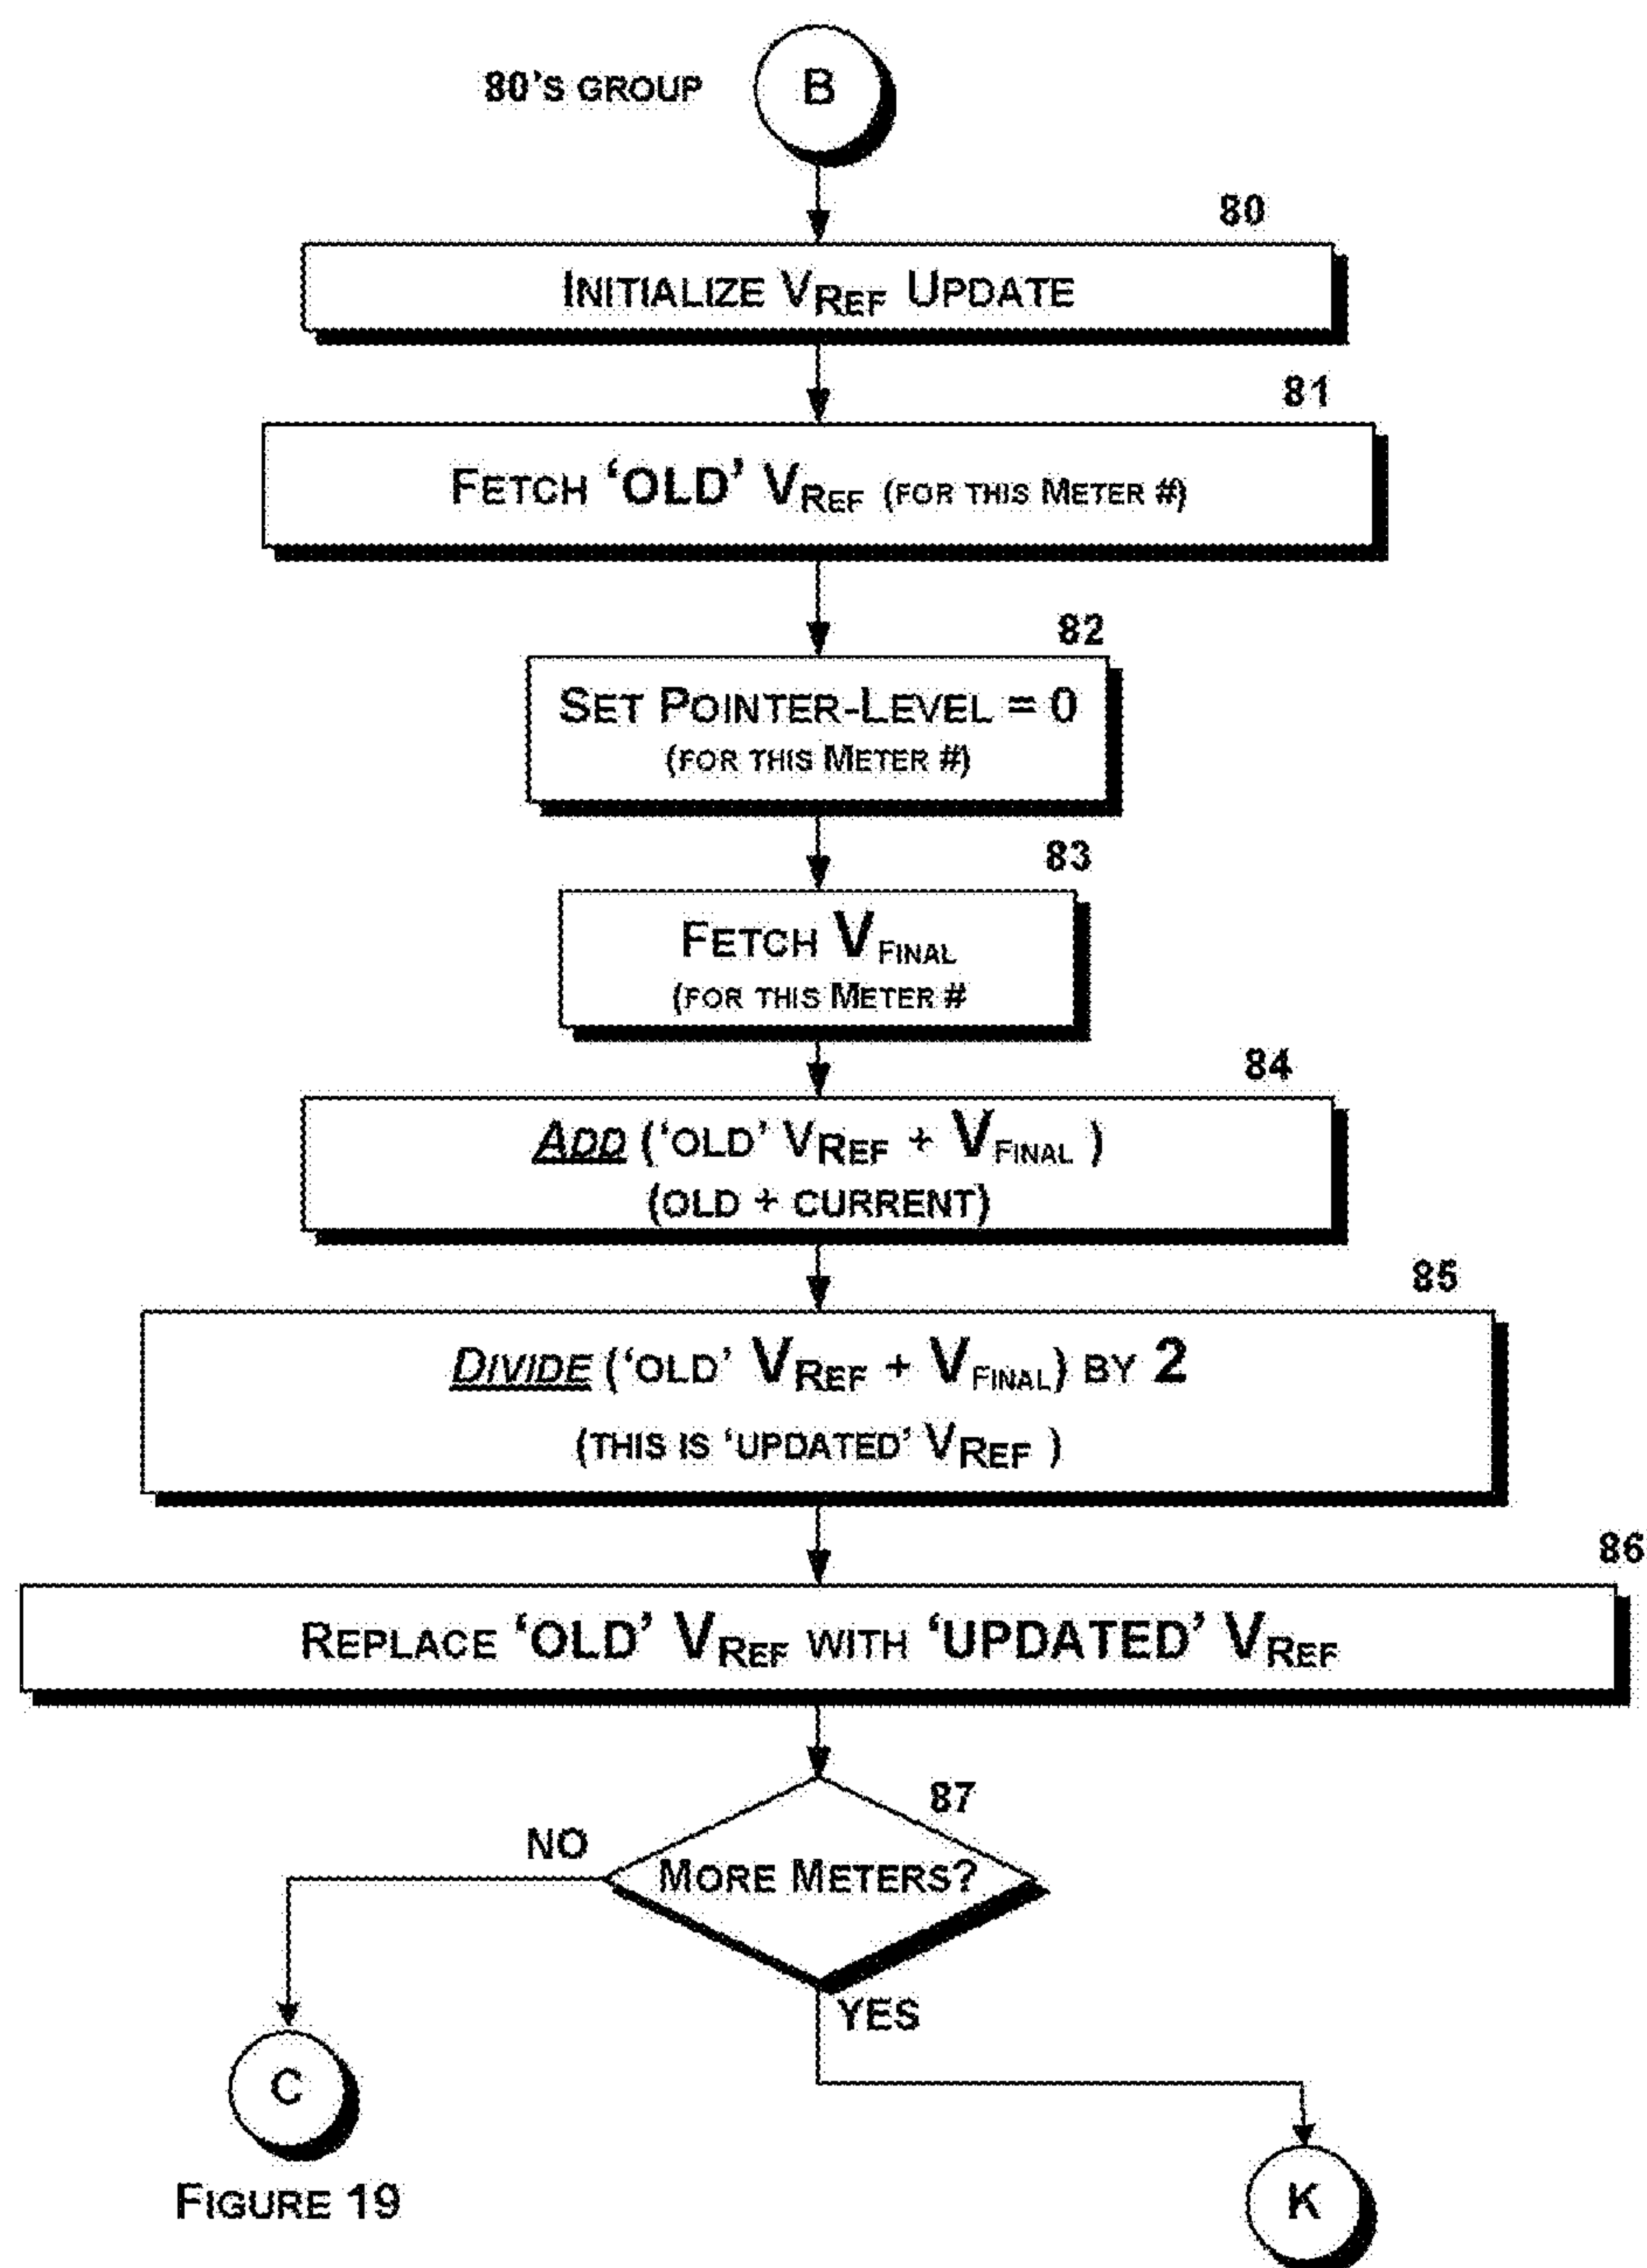 80's GROUP
B
80
INITIALIZE VREF UPDATE
81
FETCH 'OLD' VREF (FOR THIS METER #)
82
SET POINTER-LEVEL = 0
(FOR THIS METER #)
83
FETCH VFINAL
(FOR THIS METER #
84
ADD ('OLD' VREF + VFINAL )
(OLD + CURRENT)
85
DIVIDE ('OLD' VREF + VFINAL) BY 2
(THIS IS 'UPDATED' VREF )
86
REPLACE 'OLD' VREF WITH 'UPDATED' VREF
87
NO
MORE METERS?
YES
C
K
FIGURE 19